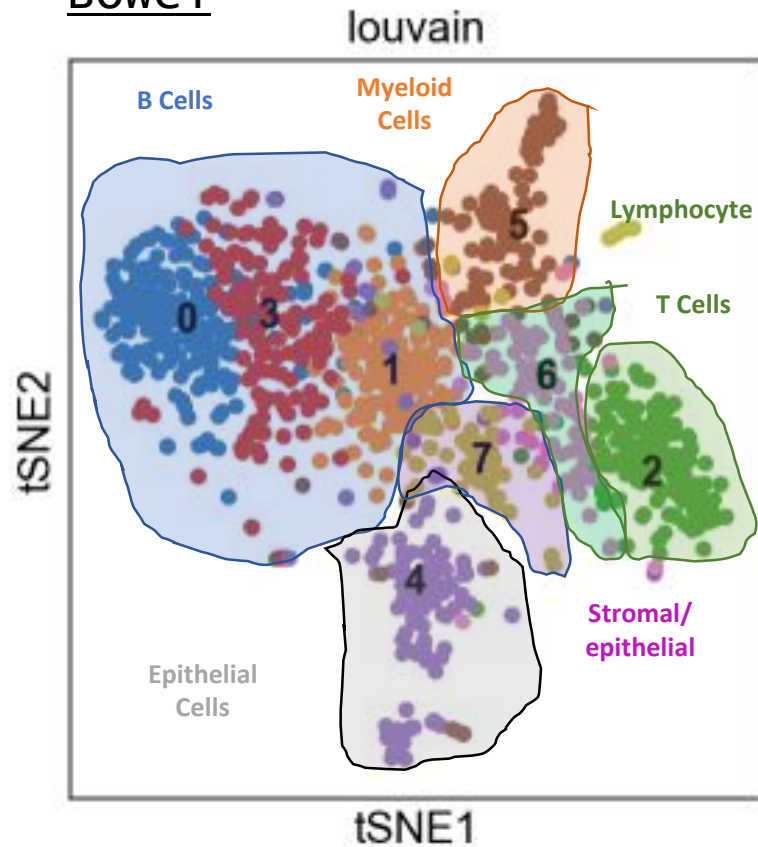 louvain
B Cells
Myeloid
Cells
Lymphocyte
T Cells
5
0
3
1
6
7
2
4
tSNE2
Stromal/
epithelial
Epithelial
Cells
tSNE1